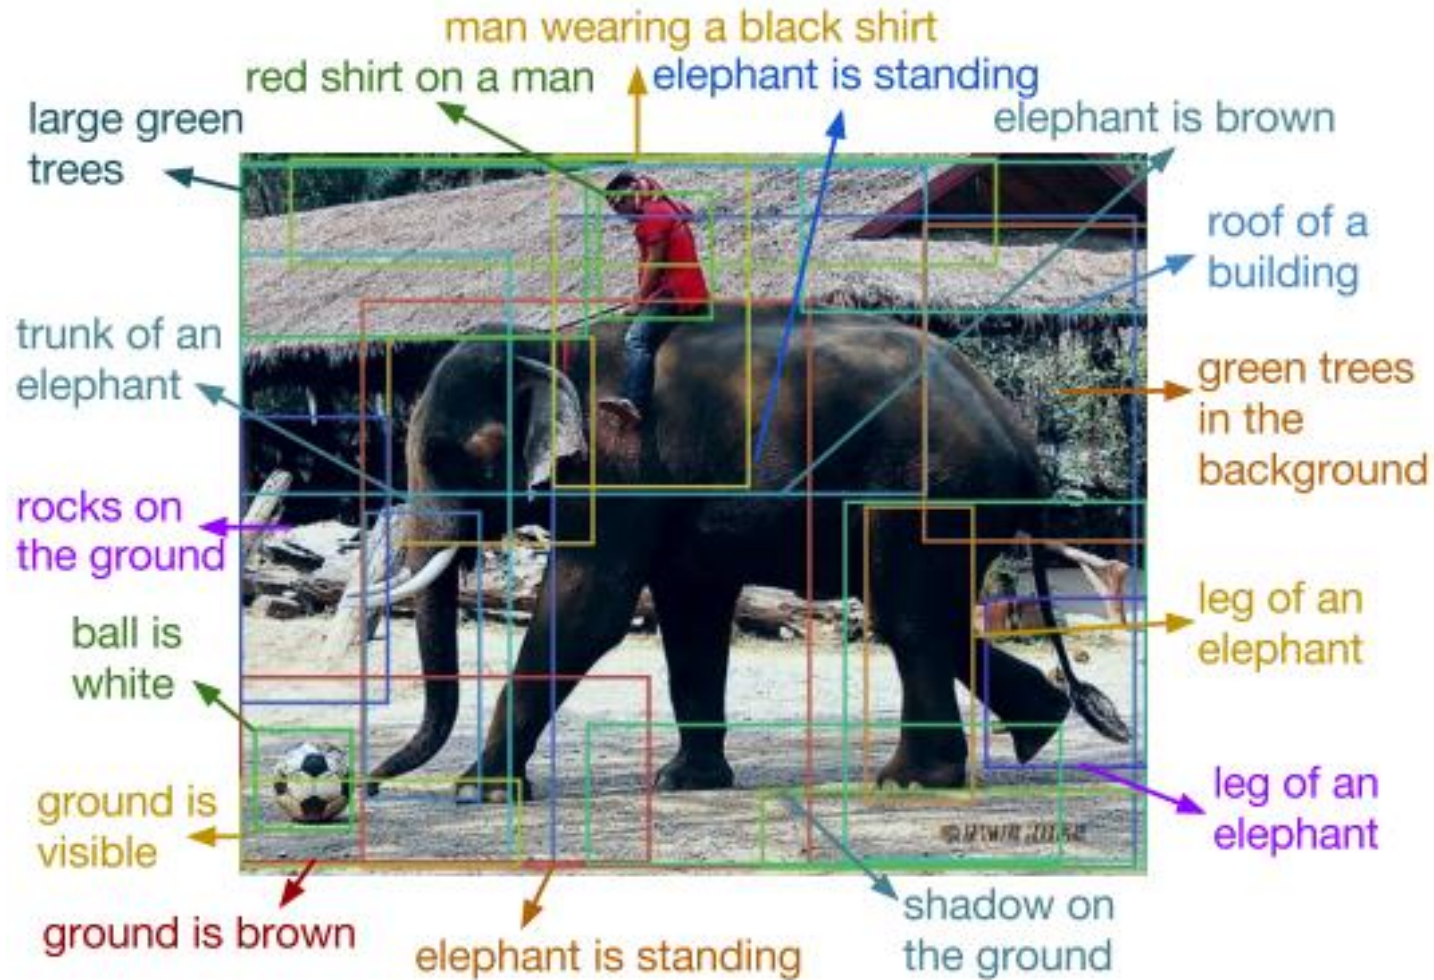 man wearing a black shirt
red shirt on a man
elephant is standing
large green
trees
elephant is brown
roof of a
building
trunk of an
elephant
green trees
in the
background
rocks on
the ground
leg of an
elephant
ball is
white
leg of an
elephant
ground is
visible
shadow on
the ground
ground is brown
elephant is standing